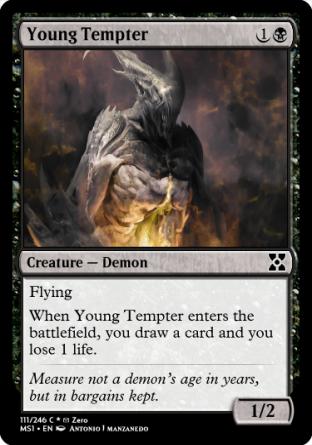 Young Tempter 1
Creature — Demon
Flying
When Young Tempter enters the
battlefield, you draw a card and you
lose 1 life.
Measure not a demon's age in years,
but in bargains kept.
1/2
111/246 C • Zero
MS1 • EN Antonio J Manzanedo